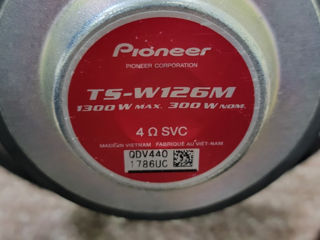 Pioneer
PIONEER CORPORATION
TS-W126M
1300 W MAX. 300 W NOM.
4 Ω SVC
MADE IN VIETNAM FABRIQUÉ AU VIÊT-NAM
QDV440
1786UC